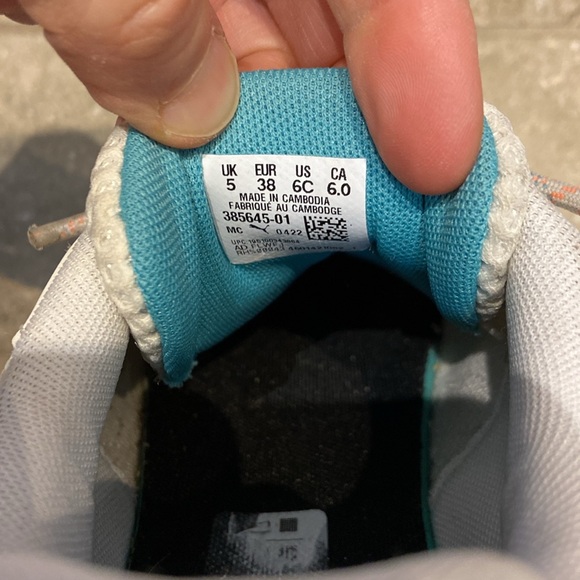 UK EUR US CA
5 38 6C 6.0
MADE IN CAMBODIA
FABRIQUÉ AU CAMBODGE
385645-01
MC 0422